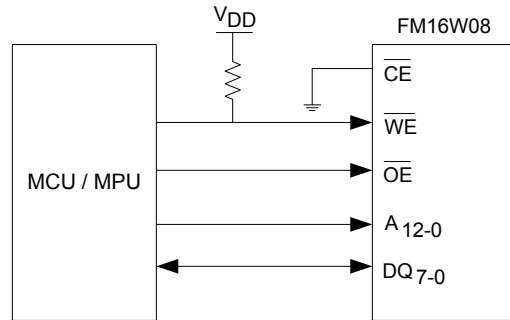 VDD
FM16W08
CE
WE
MCU / MPU
OE
A12-0
DQ7-0